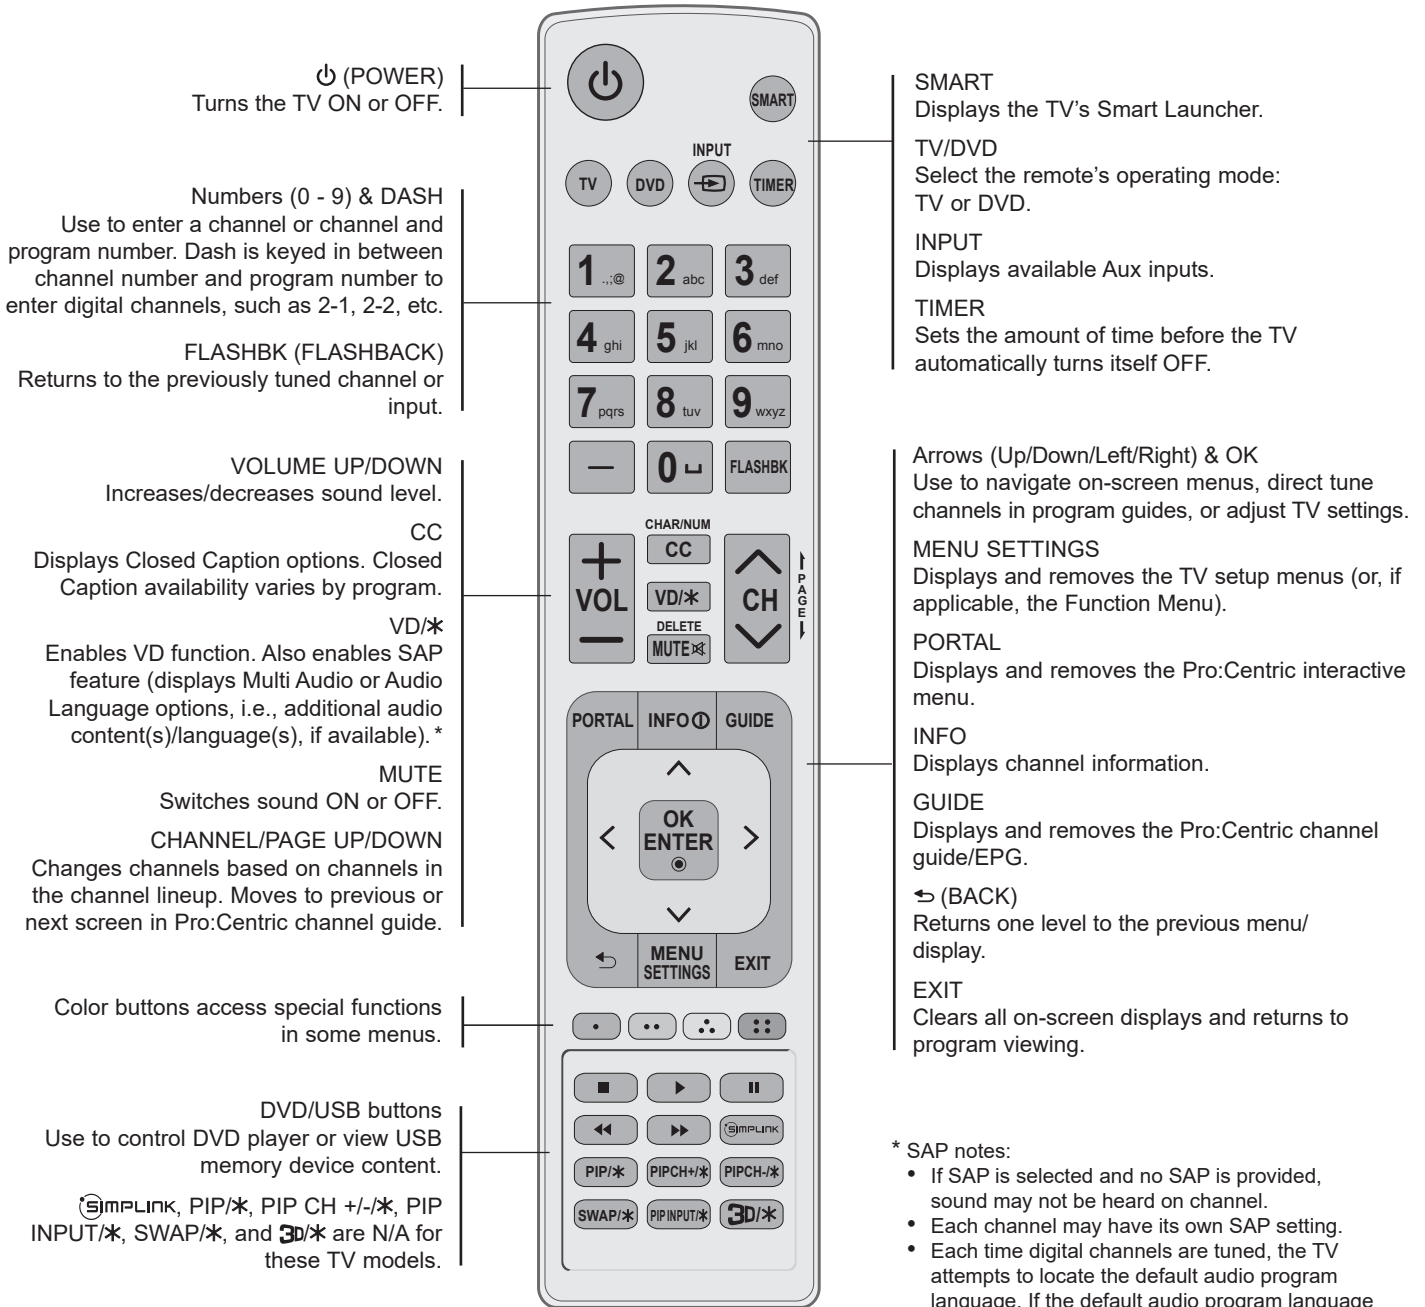 (POWER)
Turns the TV ON or OFF.
Numbers (0 - 9) & DASH
Use to enter a channel or channel and
program number. Dash is keyed in between
channel number and program number to
enter digital channels, such as 2-1, 2-2, etc.
FLASHBK (FLASHBACK)
Returns to the previously tuned channel or
input.
VOLUME UP/DOWN
Increases/decreases sound level.
CC
Displays Closed Caption options. Closed
Caption availability varies by program.
VD/*
Enables VD function. Also enables SAP
feature (displays Multi Audio or Audio
Language options, i.e., additional audio
content(s)/language(s), if available). *
MUTE
Switches sound ON or OFF.
CHANNEL/PAGE UP/DOWN
Changes channels based on channels in
the channel lineup. Moves to previous or
next screen in Pro:Centric channel guide.
Color buttons access special functions
in some menus.
DVD/USB buttons
Use to control DVD player or view USB
memory device content.
SIMPLINK, PIP/*, PIP CH +/-/*, PIP
INPUT/*, SWAP/*, and 3D/* are N/A for
these TV models.
SMART
INPUT
TV DVD TIMER
1 .,;@ 2 abc 3 def
4 ghi 5 jkl 6 mno
7 pqrs 8 tuv 9 wxyz
— 0 FLASHBK
CHAR/NUM
CC
+ VOL —
VD/*
CH
PAGE
DELETE
MUTE
PORTAL INFO GUIDE
OK
ENTER
MENU
SETTINGS
EXIT
SIMPLINK
PIP/* PIPCH+/* PIPCH-/*
SWAP/* PIP INPUT/* 3D/*
SMART
Displays the TV's Smart Launcher.
TV/DVD
Select the remote's operating mode:
TV or DVD.
INPUT
Displays available Aux inputs.
TIMER
Sets the amount of time before the TV
automatically turns itself OFF.
Arrows (Up/Down/Left/Right) & OK
Use to navigate on-screen menus, direct tune
channels in program guides, or adjust TV settings.
MENU SETTINGS
Displays and removes the TV setup menus (or, if
applicable, the Function Menu).
PORTAL
Displays and removes the Pro:Centric interactive
menu.
INFO
Displays channel information.
GUIDE
Displays and removes the Pro:Centric channel
guide/EPG.
(BACK)
Returns one level to the previous menu/
display.
EXIT
Clears all on-screen displays and returns to
program viewing.
* SAP notes:
• If SAP is selected and no SAP is provided,
sound may not be heard on channel.
• Each channel may have its own SAP setting.
• Each time digital channels are tuned, the TV
attempts to locate the default audio program
language. If the default audio program language